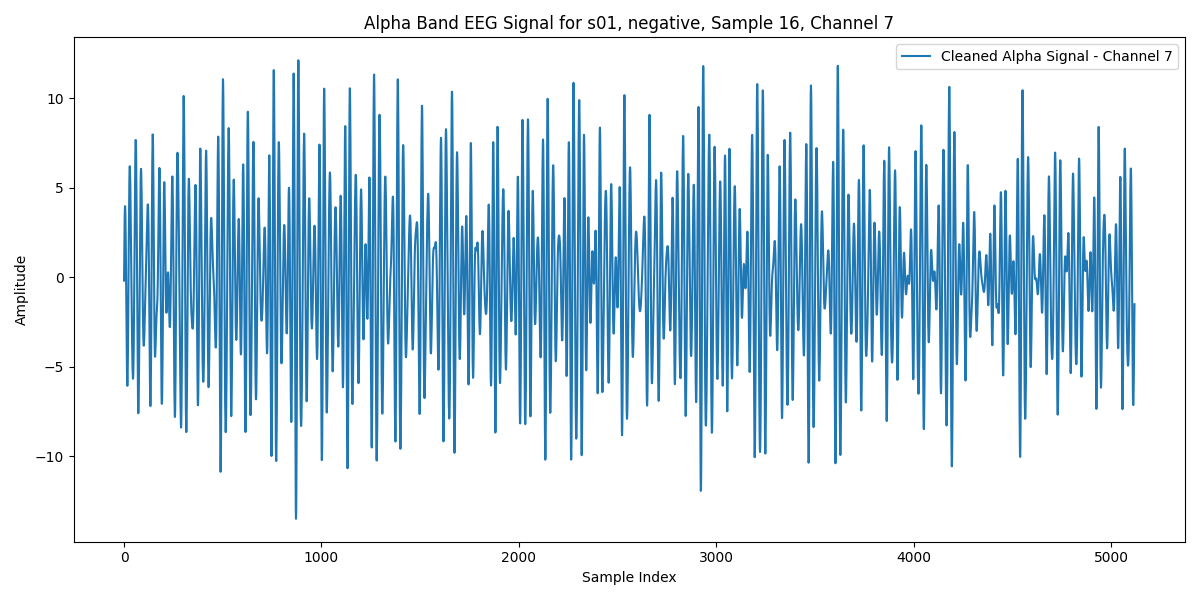 Alpha Band EEG Signal for s01, negative, Sample 16, Channel 7
Cleaned Alpha Signal - Channel 7
Amplitude
10
5
0
−5
−10
0 1000 2000 3000 4000 5000
Sample Index